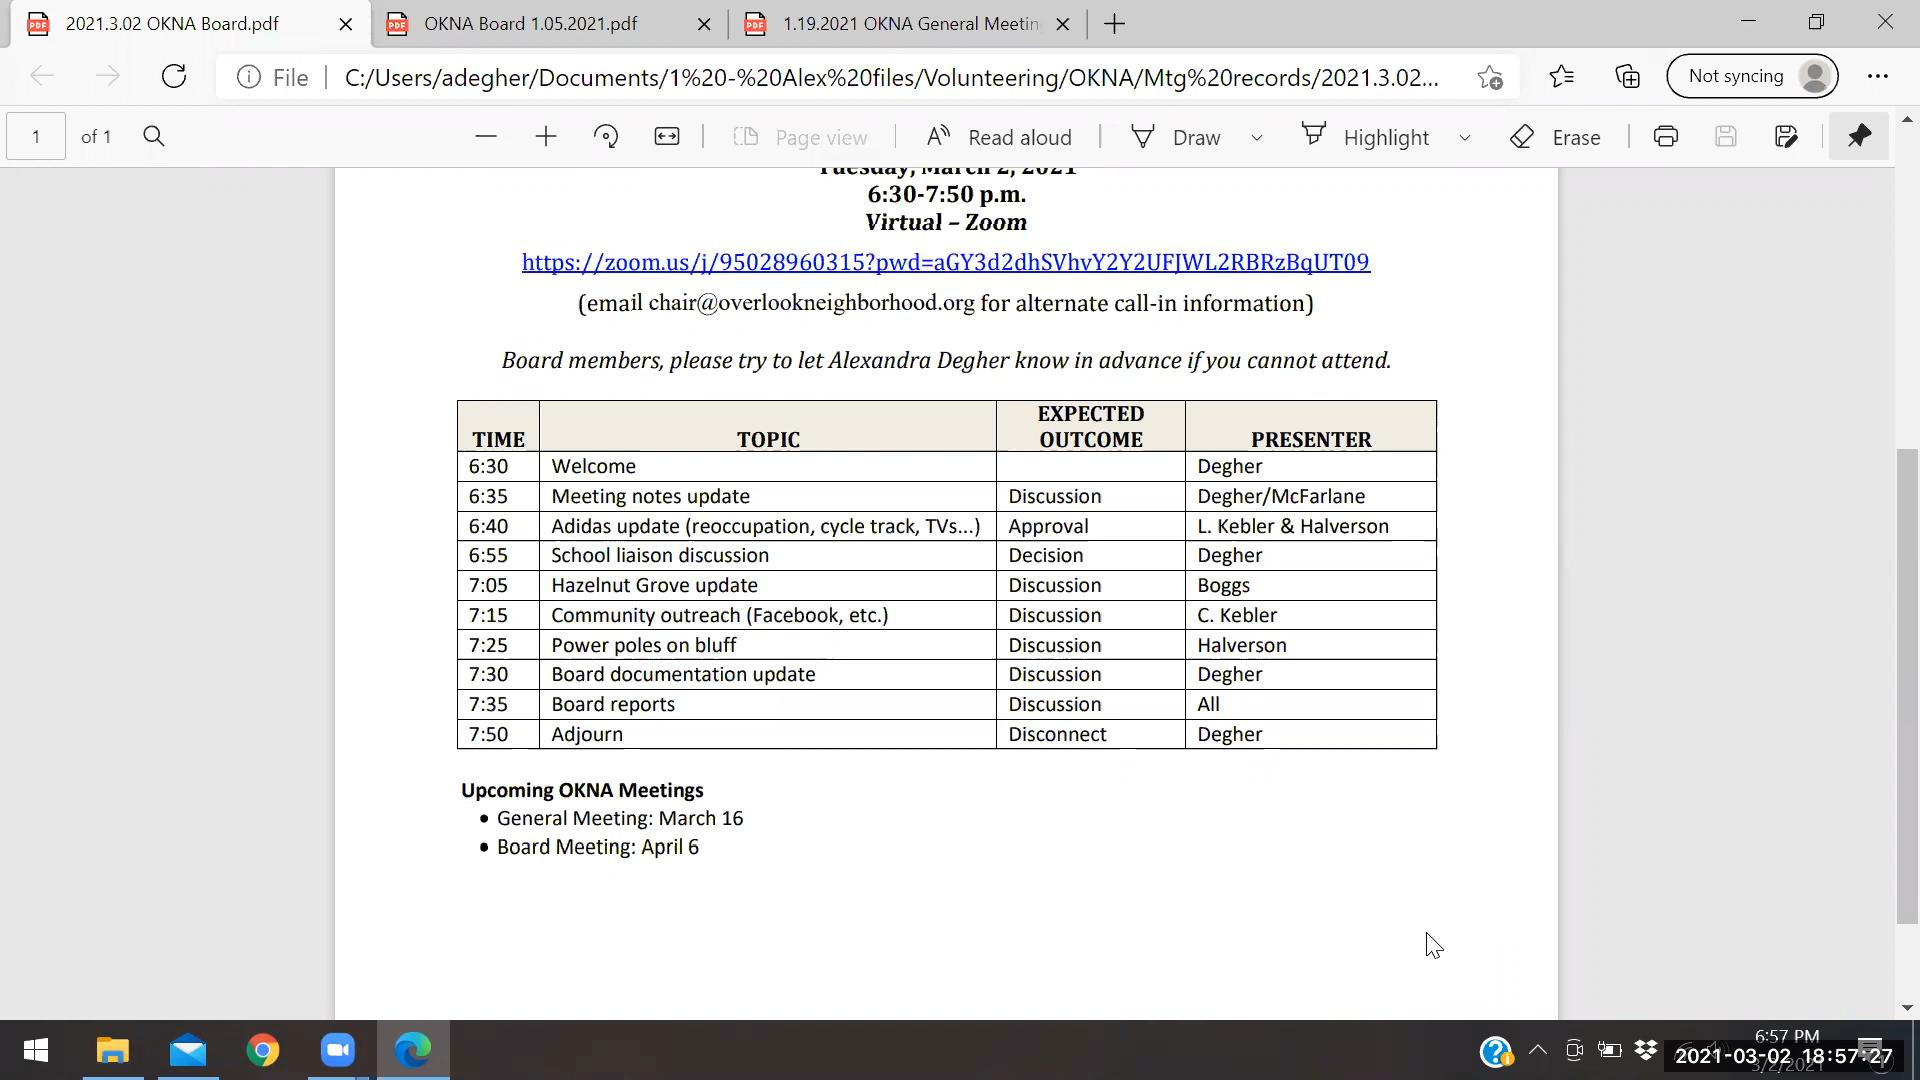 2021.3.02 OKNA Board.pdf
OKNA Board 1.05.2021.pdf
1.19.2021 OKNA General Meetin
File
C:/Users/adegher/Documents/1%20-%20Alex%20files/Volunteering/OKNA/Mtg%20records/2021.3.02...
Not syncing
1 of 1
Page view
Read aloud
Draw
Highlight
Erase
Tuesday, March 2, 2021
6:30-7:50 p.m.
Virtual – Zoom
https://zoom.us/j/95028960315?pwd=aGY3d2dhSVhvY2Y2UFJWL2RBRzBqUT09
(email chair@overlookneighborhood.org for alternate call-in information)
Board members, please try to let Alexandra Degher know in advance if you cannot attend.
TIME TOPIC EXPECTED OUTCOME PRESENTER
6:30 Welcome Degher
6:35 Meeting notes update Discussion Degher/McFarlane
6:40 Adidas update (reoccupation, cycle track, TVs...) Approval L. Kebler & Halverson
6:55 School liaison discussion Decision Degher
7:05 Hazelnut Grove update Discussion Boggs
7:15 Community outreach (Facebook, etc.) Discussion C. Kebler
7:25 Power poles on bluff Discussion Halverson
7:30 Board documentation update Discussion Degher
7:35 Board reports Discussion All
7:50 Adjourn Disconnect Degher
Upcoming OKNA Meetings
• General Meeting: March 16
• Board Meeting: April 6
6:57 PM
3/2/2021
2021-03-02 18:57:27